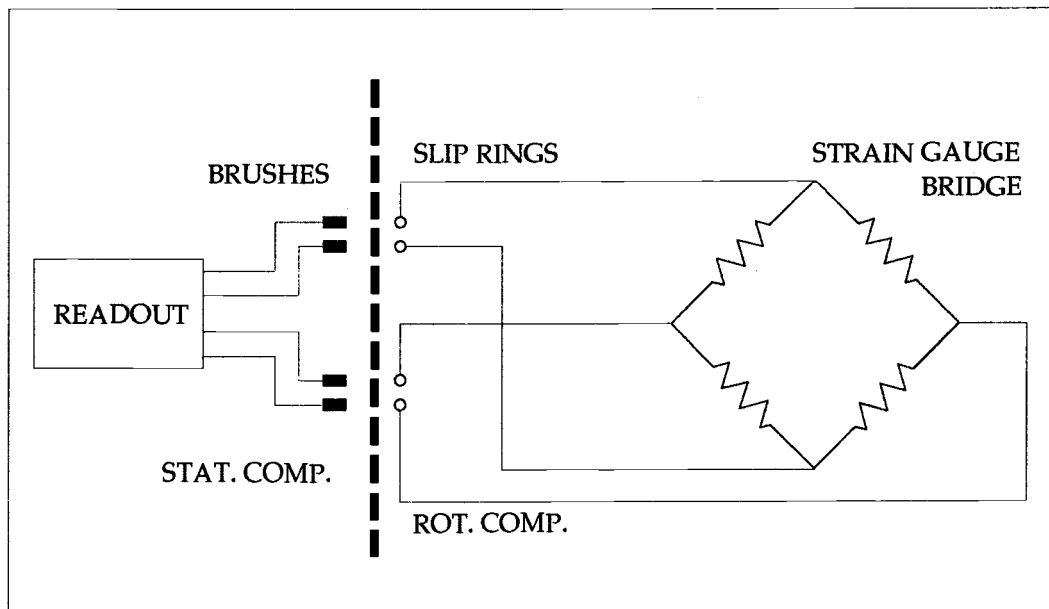 SLIP RINGS
STRAIN GAUGE
BRIDGE
BRUSHES
READOUT
STAT. COMP.
ROT. COMP.